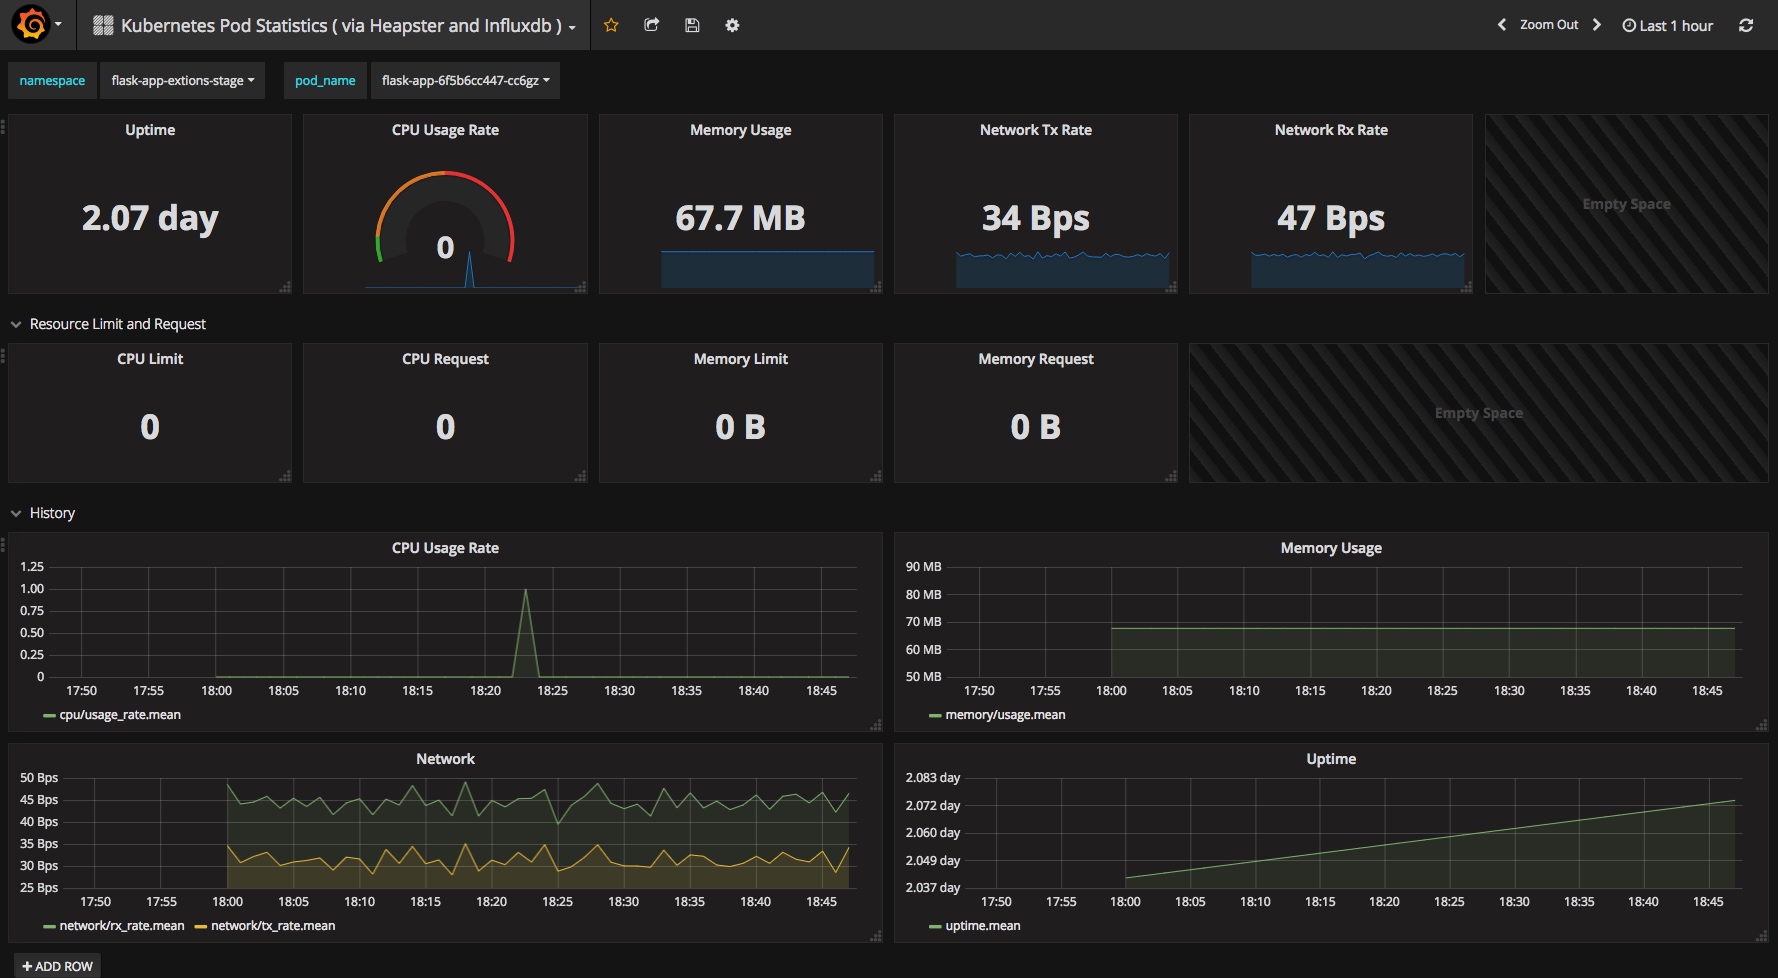 Kubernetes Pod Statistics ( via Heapster and Influxdb ) Zoom Out Last 1 hour
namespace flask-app-extions-stage pod_name flask-app-6f5b6cc447-cc6gz
Uptime CPU Usage Rate Memory Usage Network Tx Rate Network Rx Rate
2.07 day 0 67.7 MB 34 Bps 47 Bps Empty Space
Resource Limit and Request
CPU Limit CPU Request Memory Limit Memory Request
0 0 0 B 0 B Empty Space
History
CPU Usage Rate
1.25
1.00
0.75
0.50
0.25
0
17:50 17:55 18:00 18:05 18:10 18:15 18:20 18:25 18:30 18:35 18:40 18:45
cpu/usage_rate.mean
Memory Usage
90 MB
80 MB
70 MB
60 MB
50 MB
17:50 17:55 18:00 18:05 18:10 18:15 18:20 18:25 18:30 18:35 18:40 18:45
memory/usage.mean
Network
50 Bps
45 Bps
40 Bps
35 Bps
30 Bps
25 Bps
17:50 17:55 18:00 18:05 18:10 18:15 18:20 18:25 18:30 18:35 18:40 18:45
network/rx_rate.mean network/tx_rate.mean
Uptime
2.083 day
2.072 day
2.060 day
2.049 day
2.037 day
17:50 17:55 18:00 18:05 18:10 18:15 18:20 18:25 18:30 18:35 18:40 18:45
uptime.mean
+ ADD ROW